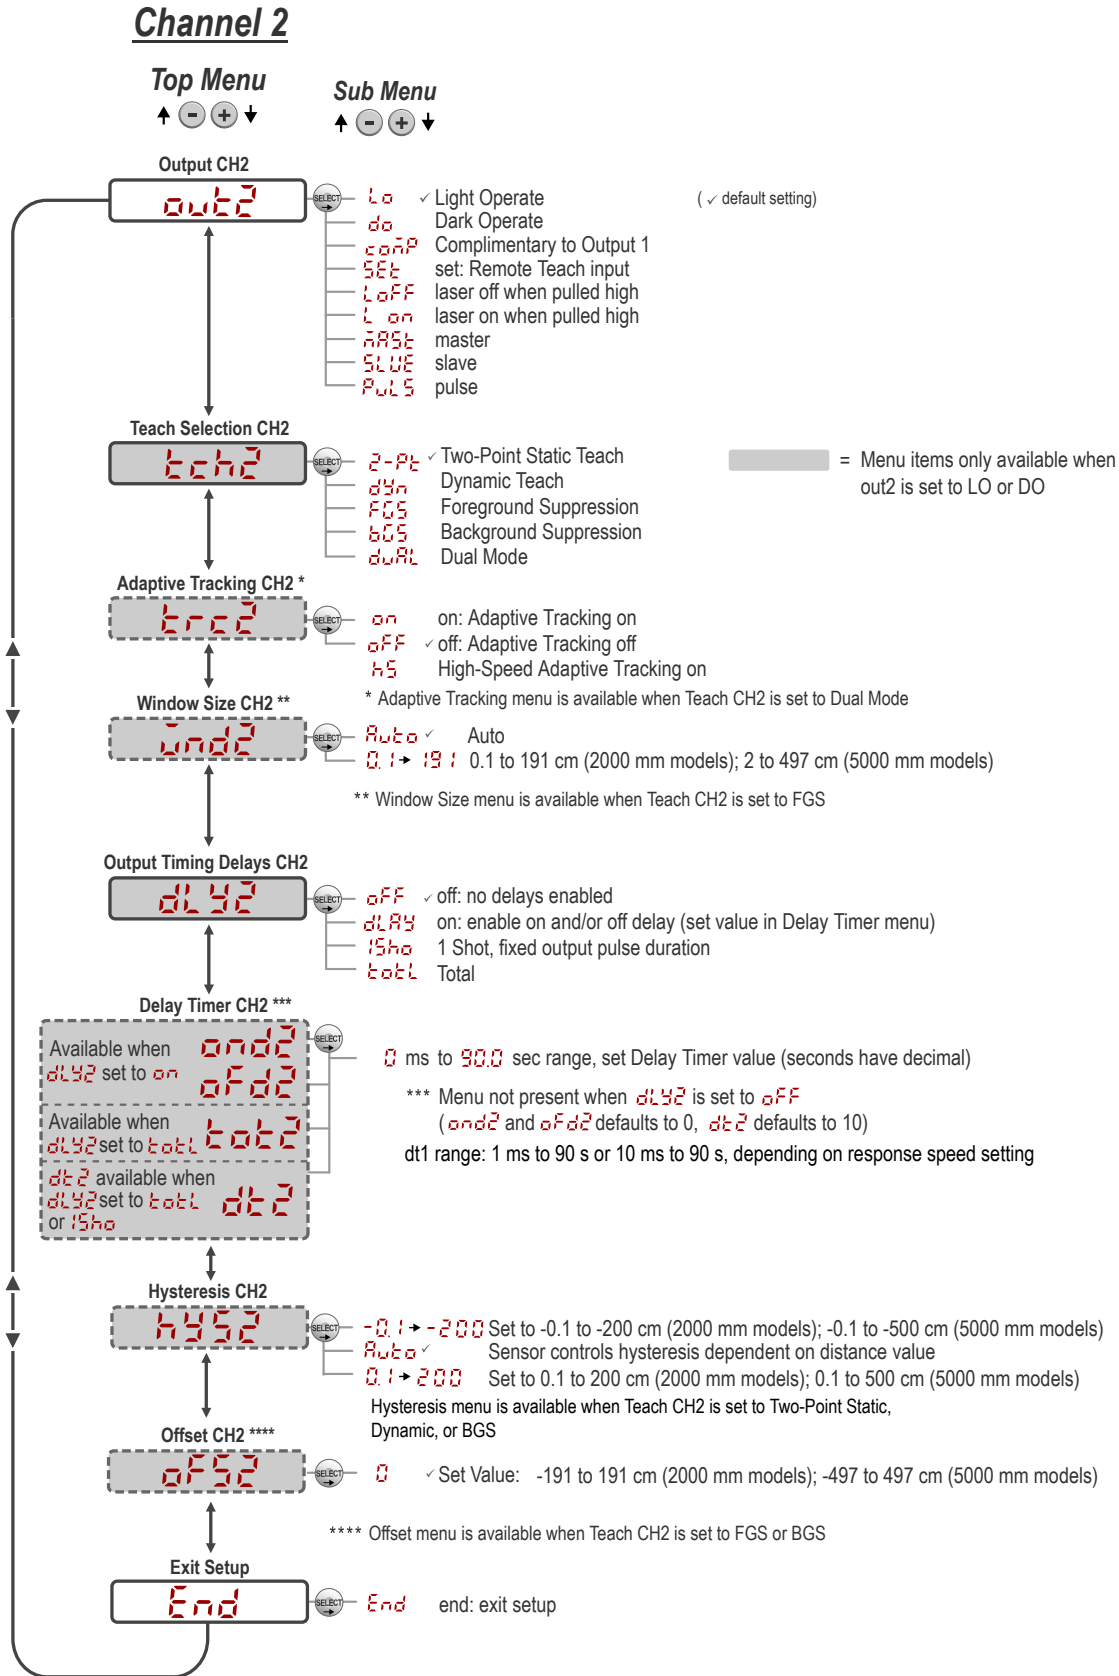 Channel 2
Top Menu
Sub Menu
- +
- +
Output CH2
out2
SELECT
Lo ✓ Light Operate
( ✓ default setting)
do Dark Operate
comP Complimentary to Output 1
SEt set: Remote Teach input
LoFF laser off when pulled high
L on laser on when pulled high
mASt master
SLUE slave
PuLS pulse
Teach Selection CH2
tch2
SELECT
2-Pt ✓ Two-Point Static Teach
dyn Dynamic Teach
FGS Foreground Suppression
bGS Background Suppression
duAL Dual Mode
= Menu items only available when
out2 is set to LO or DO
Adaptive Tracking CH2 *
trc2
SELECT
on on: Adaptive Tracking on
oFF ✓ off: Adaptive Tracking off
hS High-Speed Adaptive Tracking on
* Adaptive Tracking menu is available when Teach CH2 is set to Dual Mode
Window Size CH2 **
wnd2
SELECT
Auto ✓ Auto
0.1 → 191 0.1 to 191 cm (2000 mm models); 2 to 497 cm (5000 mm models)
** Window Size menu is available when Teach CH2 is set to FGS
Output Timing Delays CH2
dLY2
SELECT
oFF ✓ off: no delays enabled
dLAY on: enable on and/or off delay (set value in Delay Timer menu)
1Sho 1 Shot, fixed output pulse duration
totL Total
Delay Timer CH2 ***
Available when
dLY2 set to on
ond2
oFd2
SELECT
0 ms to 90.0 sec range, set Delay Timer value (seconds have decimal)
*** Menu not present when dLY2 is set to oFF
(ond2 and oFd2 defaults to 0, dt2 defaults to 10)
Available when
dLY2 set to totL
tot2
dt1 range: 1 ms to 90 s or 10 ms to 90 s, depending on response speed setting
dt2 available when
dLY2 set to totL
or 1Sho
dt2
Hysteresis CH2
hYS2
SELECT
-0.1 → -200 Set to -0.1 to -200 cm (2000 mm models); -0.1 to -500 cm (5000 mm models)
Auto ✓ Sensor controls hysteresis dependent on distance value
0.1 → 200 Set to 0.1 to 200 cm (2000 mm models); 0.1 to 500 cm (5000 mm models)
Hysteresis menu is available when Teach CH2 is set to Two-Point Static,
Dynamic, or BGS
Offset CH2 ****
oFS2
SELECT
0 ✓ Set Value: -191 to 191 cm (2000 mm models); -497 to 497 cm (5000 mm models)
**** Offset menu is available when Teach CH2 is set to FGS or BGS
Exit Setup
End
SELECT
End end: exit setup